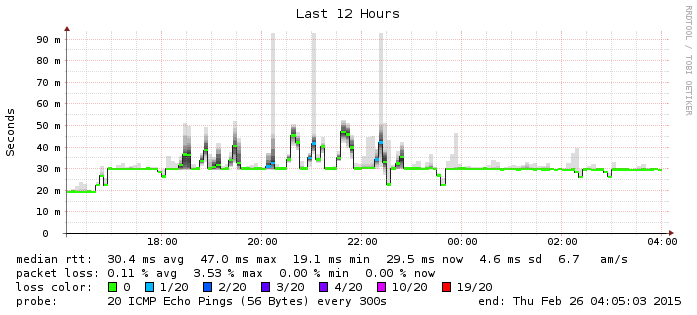 Last 12 Hours
RRDTOOL / TOBI OETIKER
Seconds
90 m
80 m
70 m
60 m
50 m
40 m
30 m
20 m
10 m
0
18:00 20:00 22:00 00:00 02:00 04:00
median rtt: 30.4 ms avg 47.0 ms max 19.1 ms min 29.5 ms now 4.6 ms sd 6.7 am/s
packet loss: 0.11 % avg 3.53 % max 0.00 % min 0.00 % now
loss color: 0 1/20 2/20 3/20 4/20 10/20 19/20
probe: 20 ICMP Echo Pings (56 Bytes) every 300s end: Thu Feb 26 04:05:03 2015